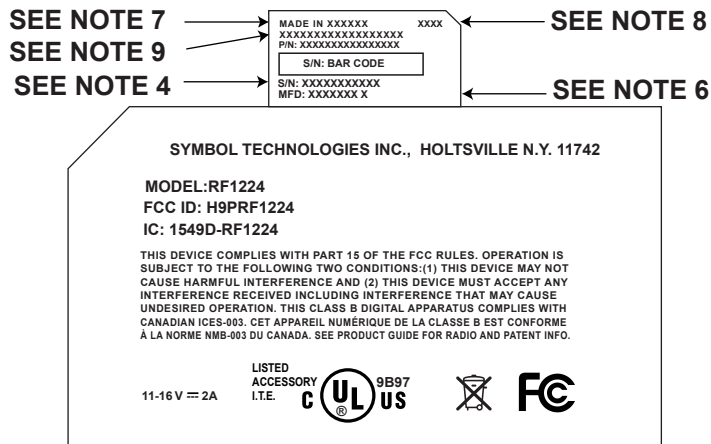 SEE NOTE 7
SEE NOTE 9
SEE NOTE 4
MADE IN XXXXXX XXXX
XXXXXXXXXXXXXXXXXX
P/N: XXXXXXXXXXXXXXXX
S/N: BAR CODE
S/N: XXXXXXXXXXX
MFD: XXXXXXX X
SEE NOTE 8
SEE NOTE 6
SYMBOL TECHNOLOGIES INC., HOLTSVILLE N.Y. 11742
MODEL:RF1224
FCC ID: H9PRF1224
IC: 1549D-RF1224
THIS DEVICE COMPLIES WITH PART 15 OF THE FCC RULES. OPERATION IS
SUBJECT TO THE FOLLOWING TWO CONDITIONS:(1) THIS DEVICE MAY NOT
CAUSE HARMFUL INTERFERENCE AND (2) THIS DEVICE MUST ACCEPT ANY
INTERFERENCE RECEIVED INCLUDING INTERFERENCE THAT MAY CAUSE
UNDESIRED OPERATION. THIS CLASS B DIGITAL APPARATUS COMPLIES WITH
CANADIAN ICES-003. CET APPAREIL NUMÉRIQUE DE LA CLASSE B EST CONFORME
À LA NORME NMB-003 DU CANADA. SEE PRODUCT GUIDE FOR RADIO AND PATENT INFO.
11-16 V ⎓ 2A
LISTED
ACCESSORY
I.T.E.
C UL ® US
9B97
FC